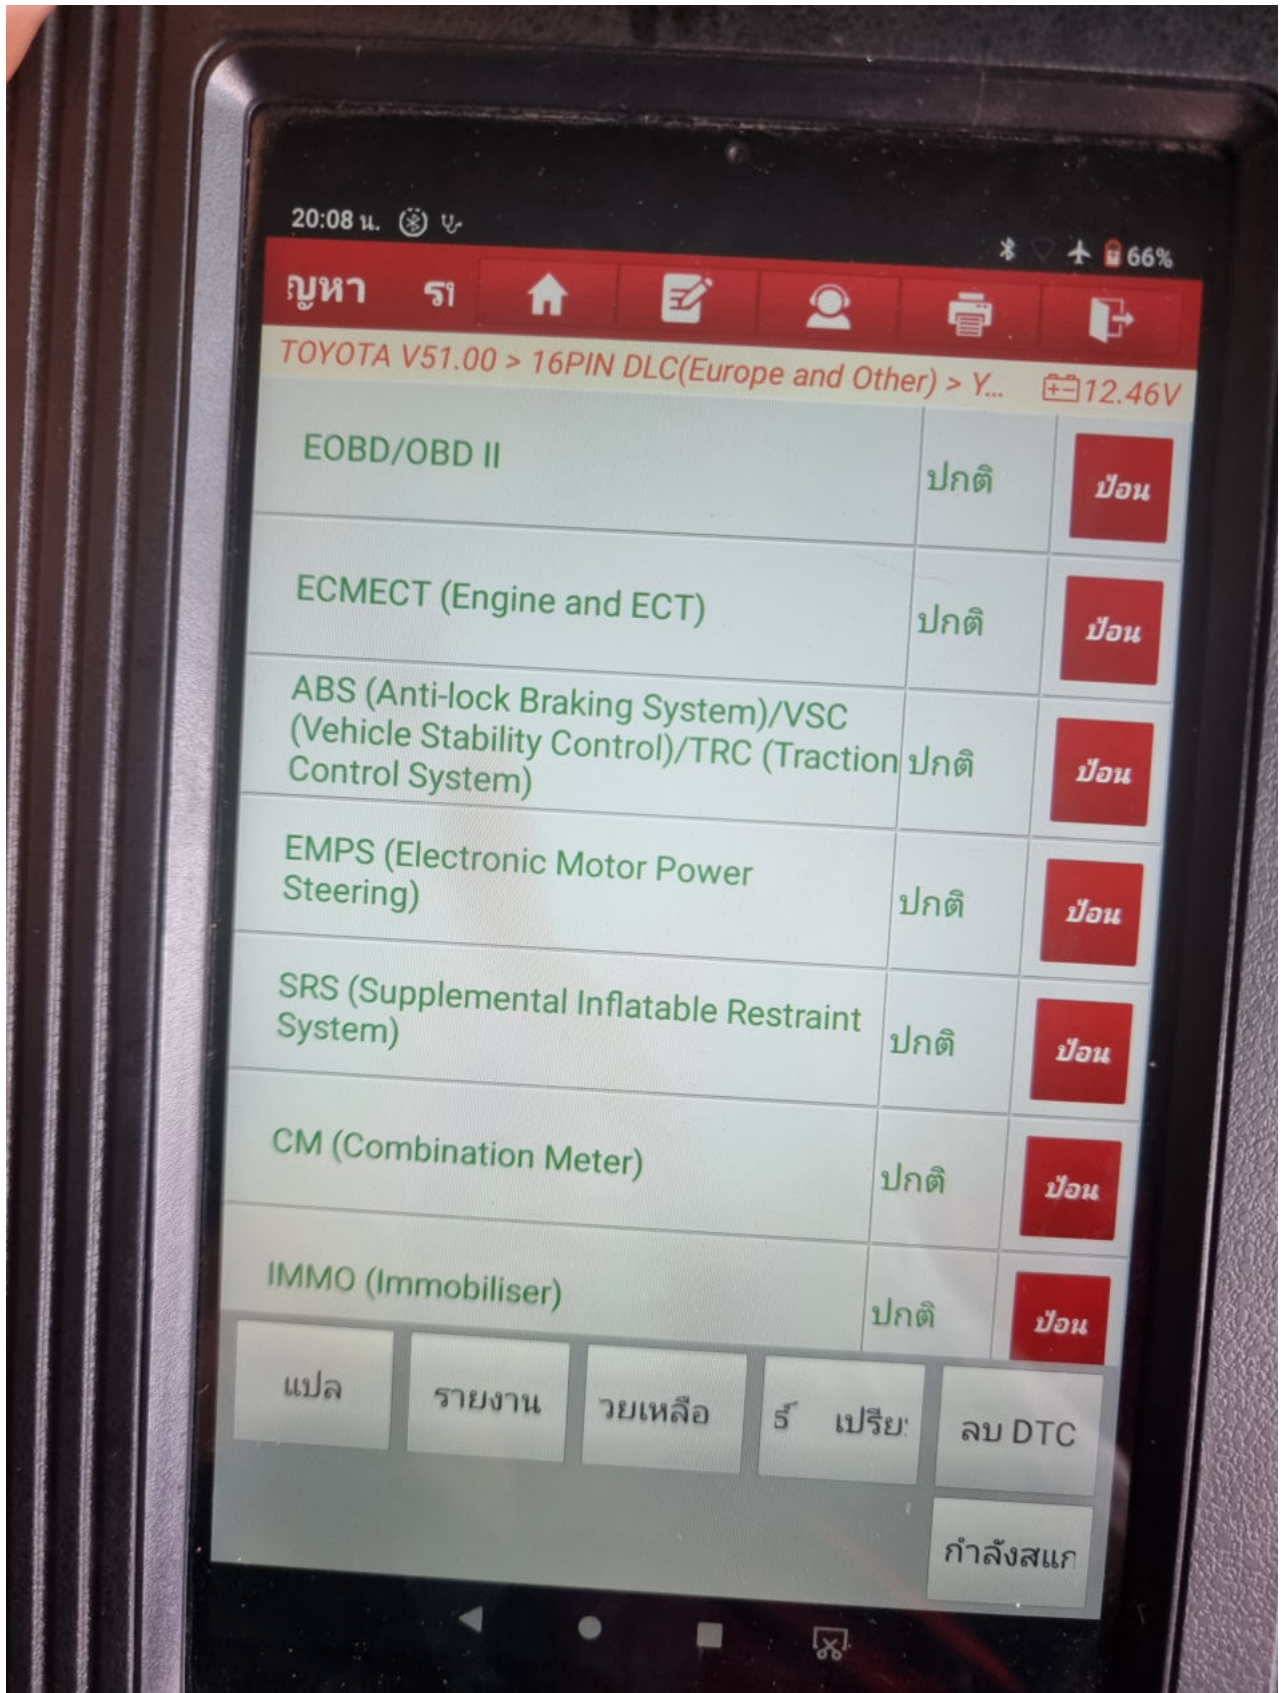 20:08 น.
66%
ญหา
TOYOTA V51.00 > 16PIN DLC(Europe and Other) > Y... 12.46V
EOBD/OBD II ปกติ ป้อน
ECMECT (Engine and ECT) ปกติ ป้อน
ABS (Anti-lock Braking System)/VSC
(Vehicle Stability Control)/TRC (Traction ปกติ ป้อน
Control System)
EMPS (Electronic Motor Power
Steering) ปกติ ป้อน
SRS (Supplemental Inflatable Restraint
System) ปกติ ป้อน
CM (Combination Meter) ปกติ ป้อน
IMMO (Immobiliser) ปกติ ป้อน
แปล รายงาน วยเหลือ ธ์ เปรีย ลบ DTC
กำลังสแก